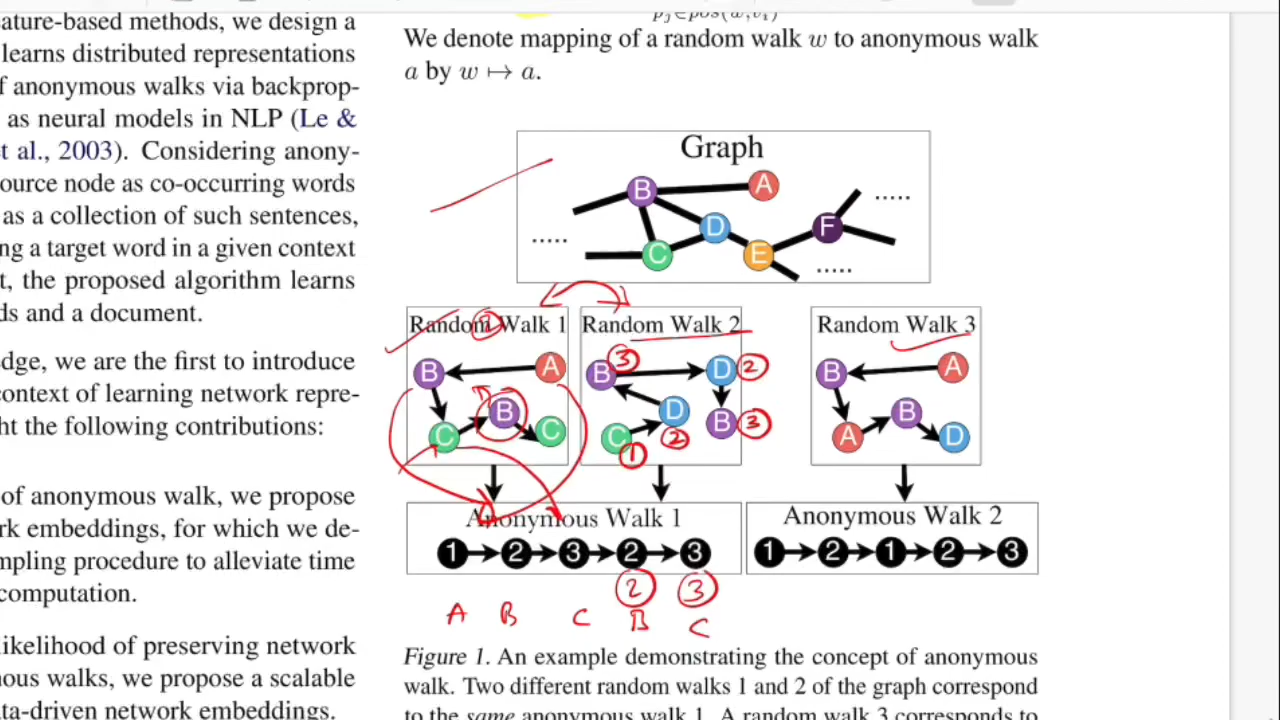 ature-based methods, we design a
learns distributed representations
f anonymous walks via backprop-
as neural models in NLP (Le &
t al., 2003). Considering anony-
ource node as co-occurring words
as a collection of such sentences,
ng a target word in a given context
t, the proposed algorithm learns
ds and a document.
edge, we are the first to introduce
context of learning network repre-
ht the following contributions:
of anonymous walk, we propose
rk embeddings, for which we de-
mpling procedure to alleviate time
computation.
ikelihood of preserving network
nous walks, we propose a scalable
ata-driven network embeddings.
p_j∈pos(w,v_i)
We denote mapping of a random walk w to anonymous walk
a by w ↦ a.
Graph
B A
D F
C E
..... ..... .....
Random Walk 1
B A
C B C
Random Walk 2
B 3 D 2
C 1 D 2 B 3
Random Walk 3
B A
A B D
Anonymous Walk 1
1 2 3 2 3
2 3
A B C B C
Anonymous Walk 2
1 2 1 2 3
Figure 1. An example demonstrating the concept of anonymous
walk. Two different random walks 1 and 2 of the graph correspond
to the same anonymous walk 1. A random walk 3 corresponds to